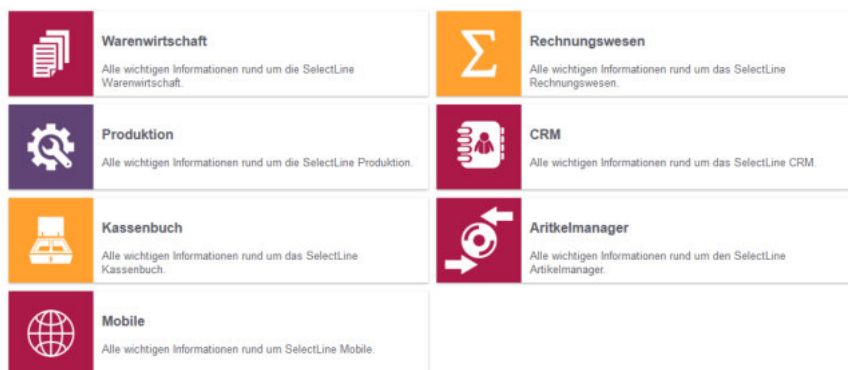 Warenwirtschaft
Alle wichtigen Informationen rund um die SelectLine
Warenwirtschaft.
Rechnungswesen
Alle wichtigen Informationen rund um das SelectLine
Rechnungswesen.
Produktion
Alle wichtigen Informationen rund um die SelectLine Produktion.
CRM
Alle wichtigen Informationen rund um das SelectLine CRM.
Kassenbuch
Alle wichtigen Informationen rund um das SelectLine
Kassenbuch.
Aritkelmanager
Alle wichtigen Informationen rund um den SelectLine
Artikelmanager.
Mobile
Alle wichtigen Informationen rund um SelectLine Mobile.